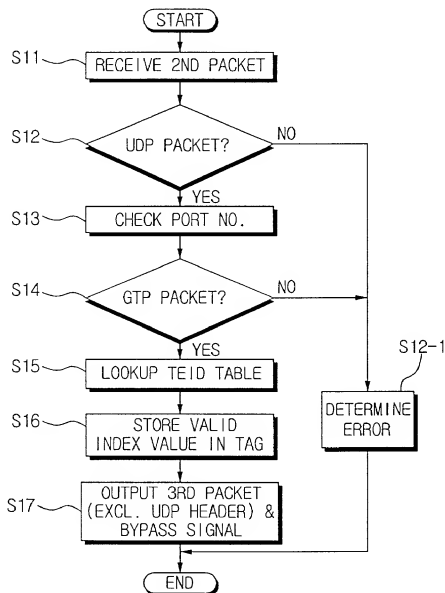 START
S11
RECEIVE 2ND PACKET
S12
UDP PACKET?
NO
YES
S13
CHECK PORT NO.
S14
GTP PACKET?
NO
YES
S12-1
S15
LOOKUP TEID TABLE
DETERMINE
ERROR
S16
STORE VALID
INDEX VALUE IN TAG
S17
OUTPUT 3RD PACKET
(EXCL. UDP HEADER) &
BYPASS SIGNAL
END